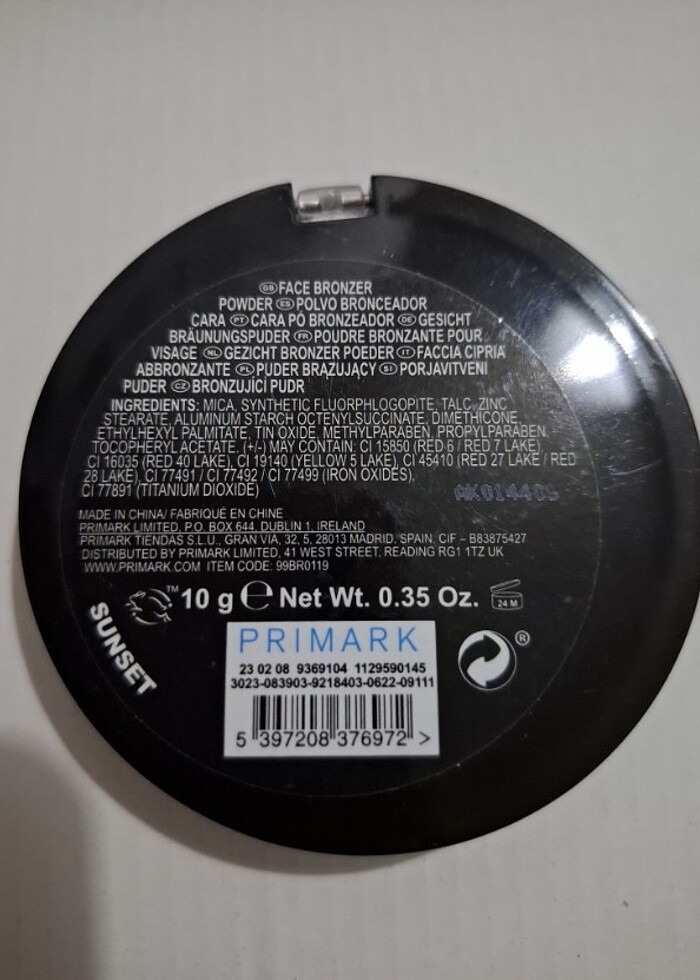 GB FACE BRONZER
POWDER ES POLVO BRONCEADOR
CARA PT CARA PÓ BRONZEADOR DE GESICHT
BRÄUNUNGSPUDER FR POUDRE BRONZANTE POUR
VISAGE NL GEZICHT BRONZER POEDER IT FACCIA CIPRIA
ABBRONZANTE PL PUDER BRĄZUJĄCY SI PORJAVITVENI
PUDER CZ BRONZUJÍCÍ PUDR
INGREDIENTS: MICA, SYNTHETIC FLUORPHLOGOPITE, TALC, ZINC
STEARATE, ALUMINUM STARCH OCTENYLSUCCINATE, DIMETHICONE,
ETHYLHEXYL PALMITATE, TIN OXIDE, METHYLPARABEN, PROPYLPARABEN,
TOCOPHERYL ACETATE. (+/-) MAY CONTAIN: CI 15850 (RED 6 / RED 7 LAKE),
CI 16035 (RED 40 LAKE), CI 19140 (YELLOW 5 LAKE), CI 45410 (RED 27 LAKE / RED
28 LAKE), CI 77491 / CI 77492 / CI 77499 (IRON OXIDES),
CI 77891 (TITANIUM DIOXIDE)
MADE IN CHINA/ FABRIQUÉ EN CHINE
PRIMARK LIMITED, P.O. BOX 644, DUBLIN 1, IRELAND
PRIMARK TIENDAS S.L.U., GRAN VIA, 32, 5, 28013 MADRID, SPAIN, CIF – B83875427
DISTRIBUTED BY PRIMARK LIMITED, 41 WEST STREET, READING RG1 1TZ UK
WWW.PRIMARK.COM ITEM CODE: 99BR0119
™ 10 g ℮ Net Wt. 0.35 Oz. 24 M
SUNSET
PRIMARK
®
23 02 08 9369104 1129590145
3023-083903-9218403-0622-09111
5 397208 376972 >